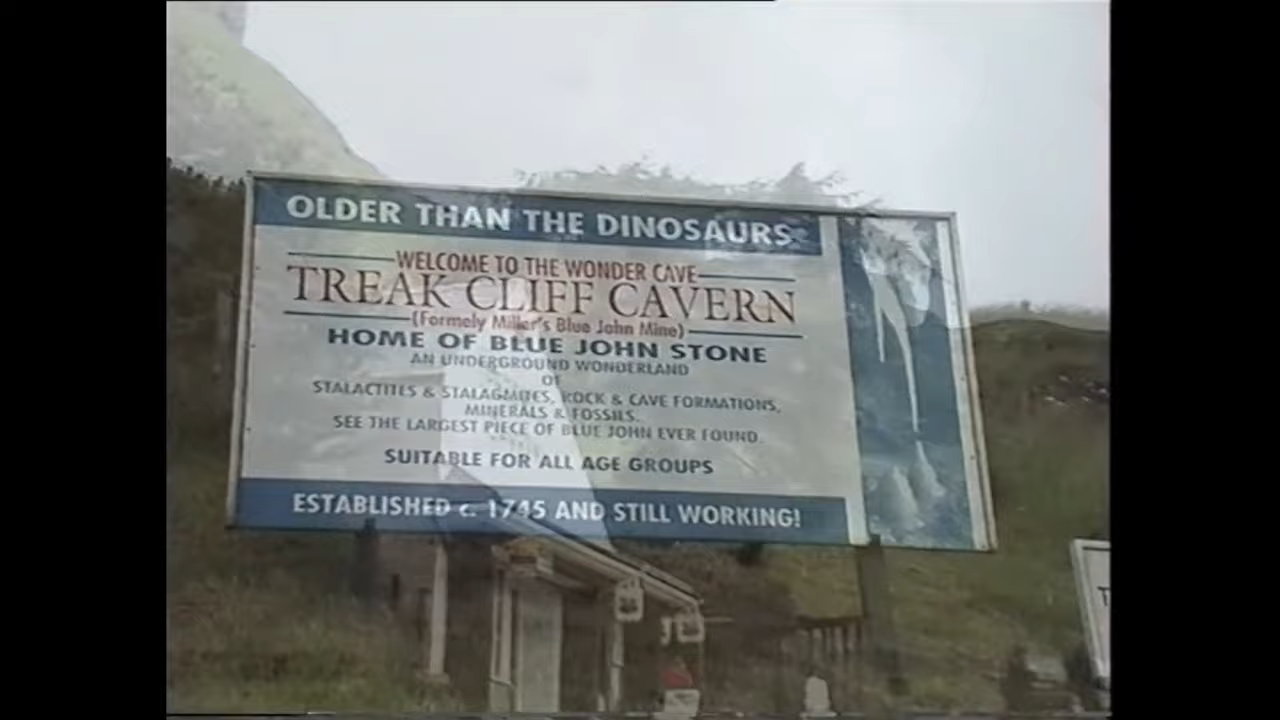 OLDER THAN THE DINOSAURS
WELCOME TO THE WONDER CAVE
TREAK CLIFF CAVERN
(Formely Miller's Blue John Mine)
HOME OF BLUE JOHN STONE
AN UNDERGROUND WONDERLAND
OF
STALACTITES & STALAGMITES, ROCK & CAVE FORMATIONS,
MINERALS & FOSSILS.
SEE THE LARGEST PIECE OF BLUE JOHN EVER FOUND.
SUITABLE FOR ALL AGE GROUPS
ESTABLISHED c. 1745 AND STILL WORKING!